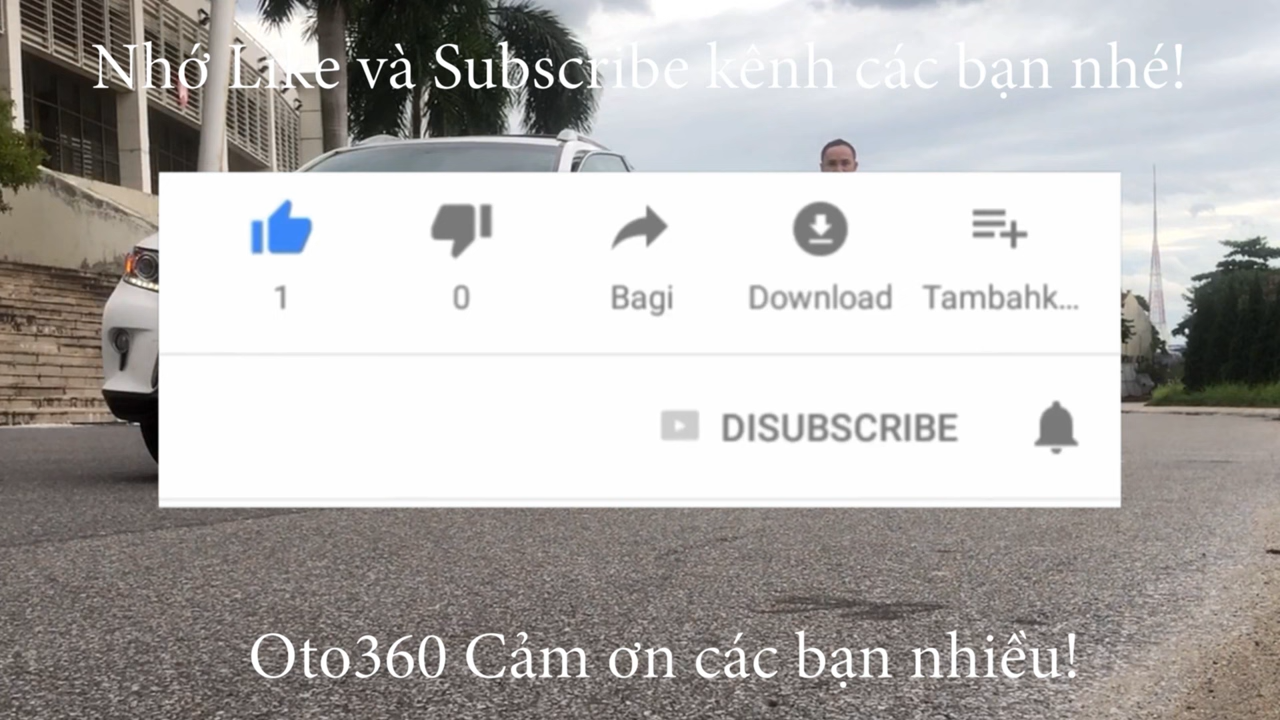 Nhớ Like và Subscribe kênh các bạn nhé!
1 0 Bagi Download Tambahk...
DISUBSCRIBE
Oto360 Cảm ơn các bạn nhiều!